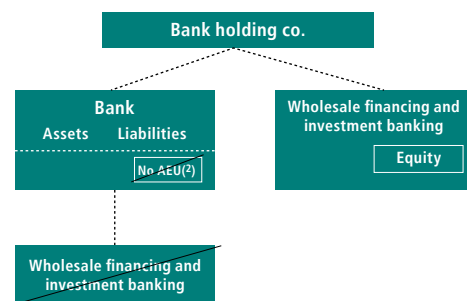 Bank holding co.
Bank
Assets Liabilities
No AEU(2)
Wholesale financing and
investment banking
Equity
Wholesale financing and
investment banking